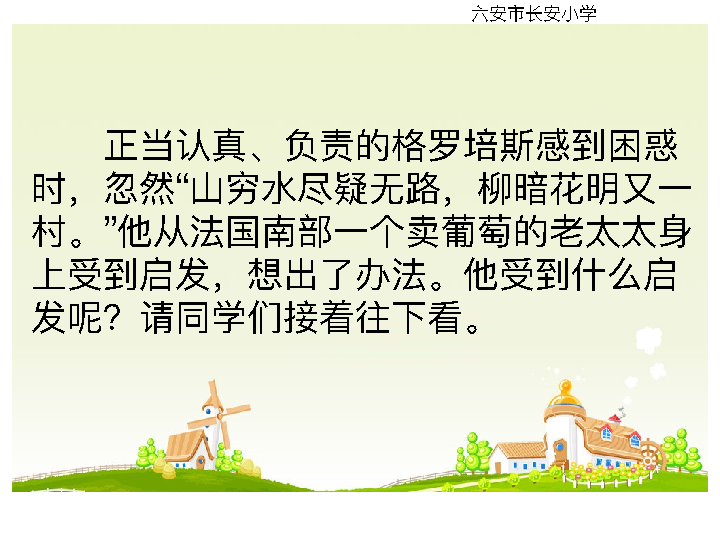 六安市长安小学
正当认真、负责的格罗培斯感到困惑
时，忽然“山穷水尽疑无路，柳暗花明又一
村。”他从法国南部一个卖葡萄的老太太身
上受到启发，想出了办法。他受到什么启
发呢？请同学们接着往下看。